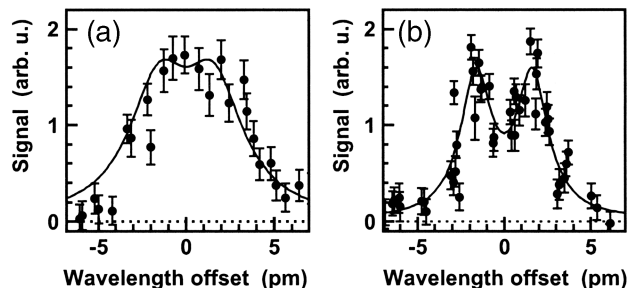 (a)
Signal (arb. u.)
2
1
0
-5 0 5
Wavelength offset (pm)
(b)
Signal (arb. u.)
2
1
0
-5 0 5
Wavelength offset (pm)